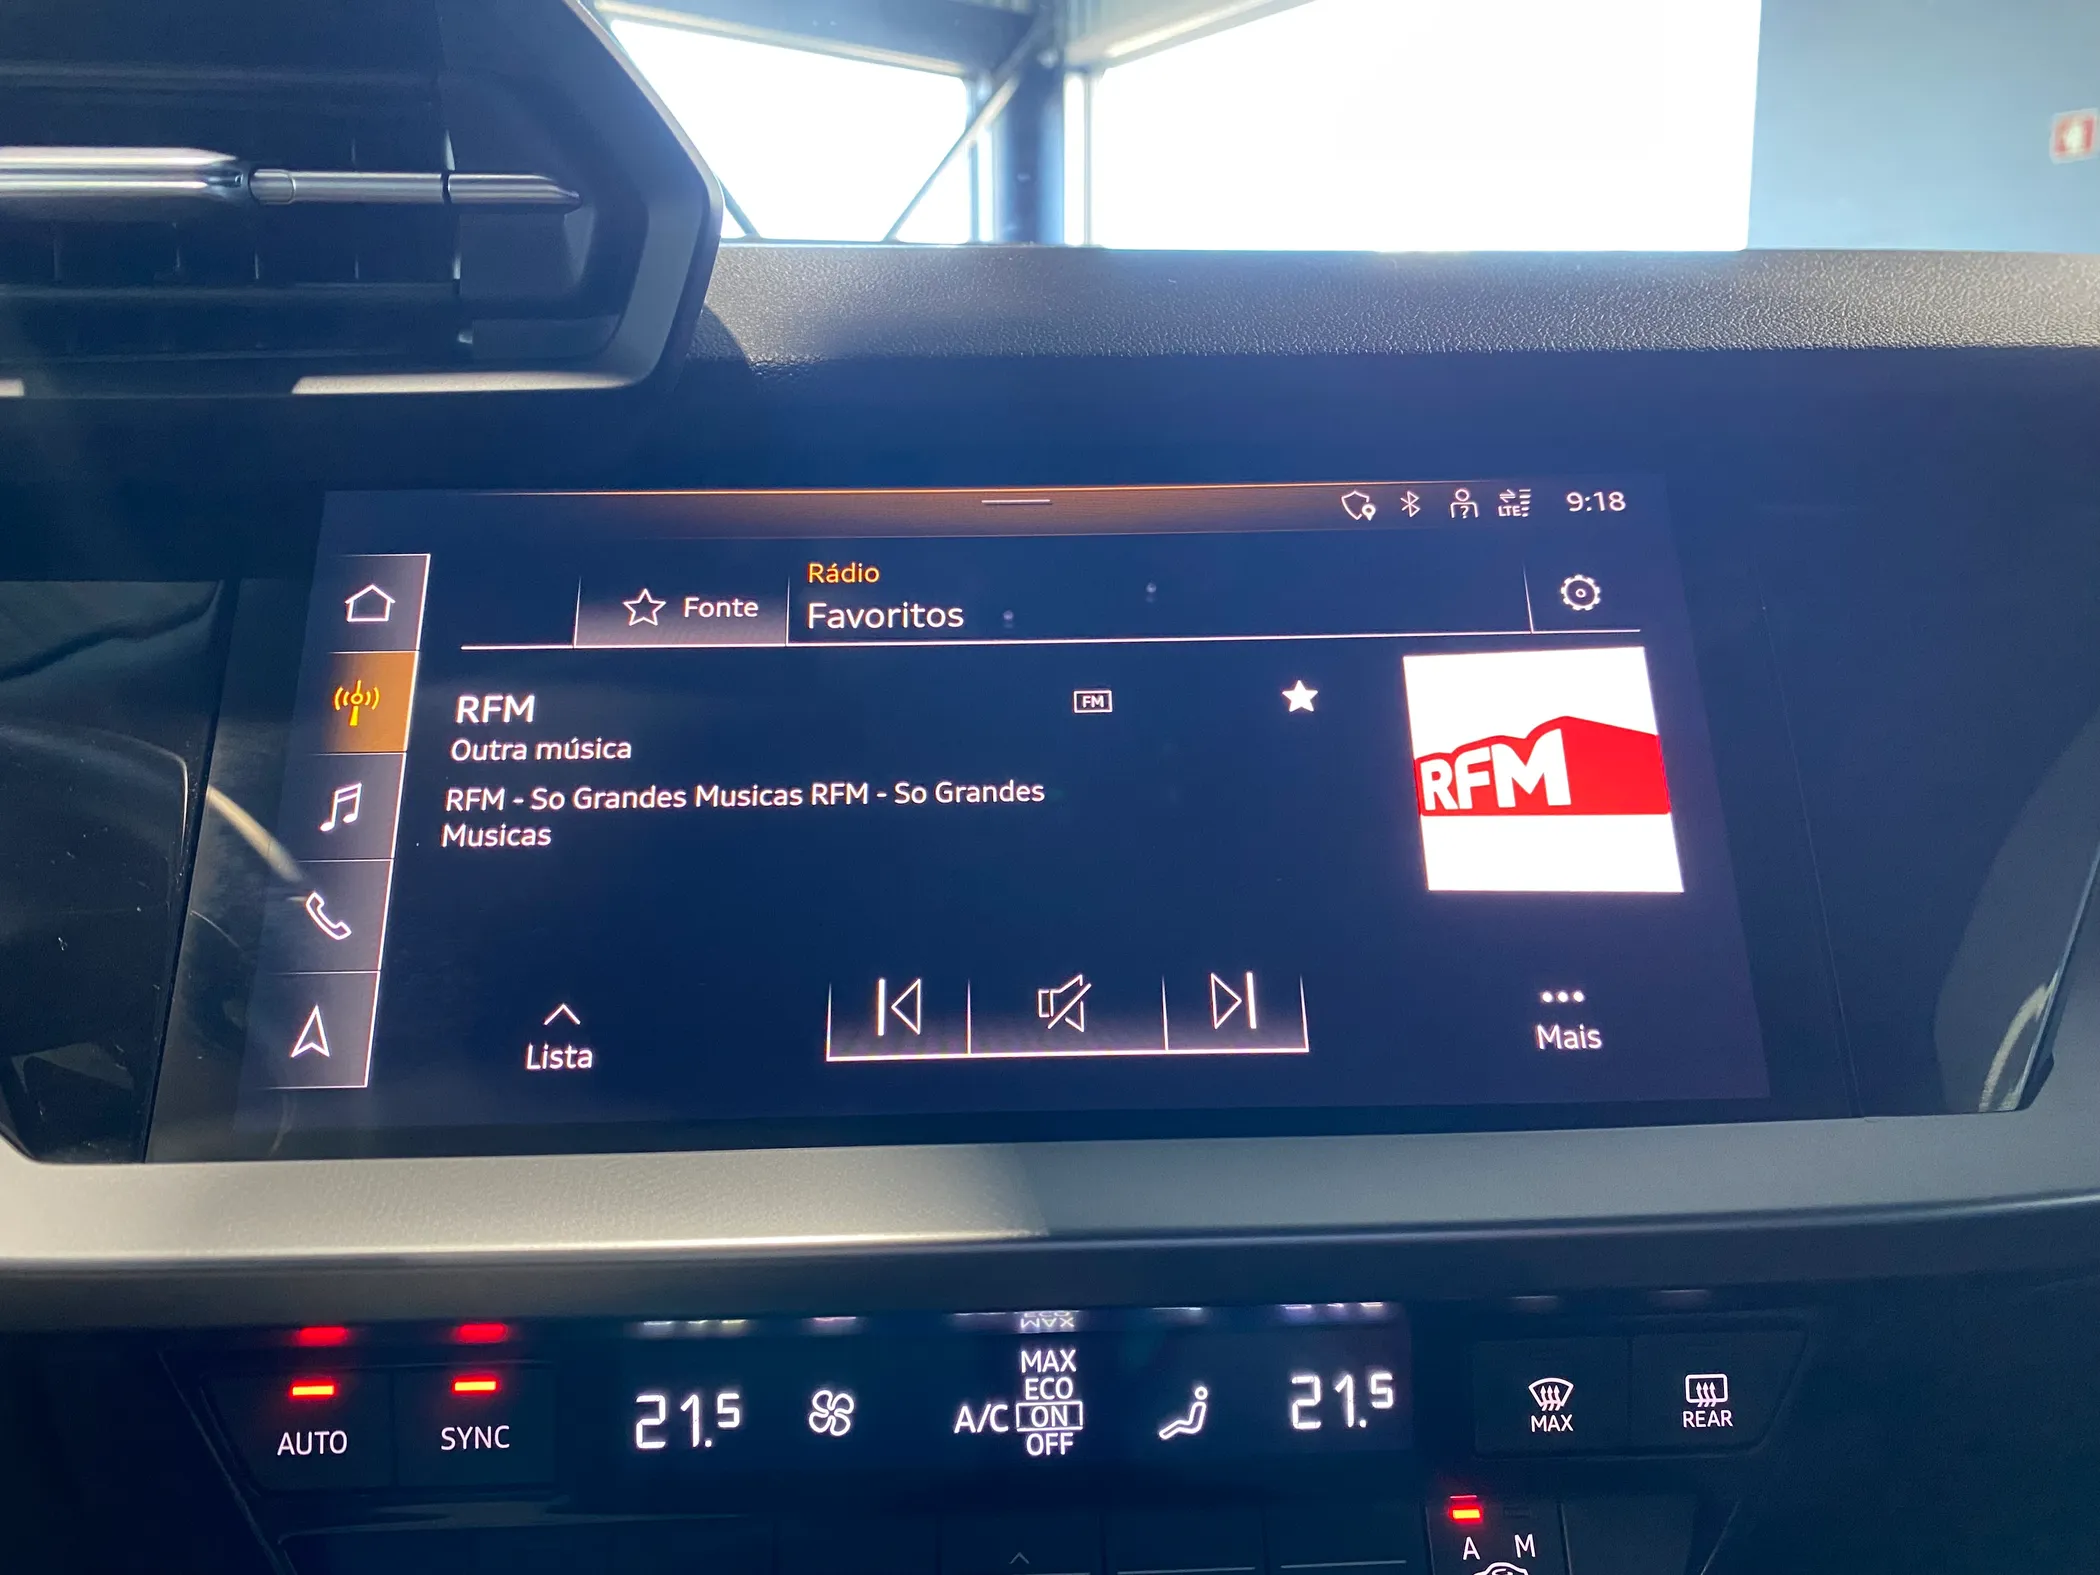 LTE
9:18
Rádio
Fonte
Favoritos
RFM
FM
Outra música
RFM - So Grandes Musicas RFM - So Grandes
Musicas
RFM
Lista
Mais
AUTO
SYNC
21.5
A/C
MAX
ECO
ON
OFF
21.5
MAX
REAR
A
M